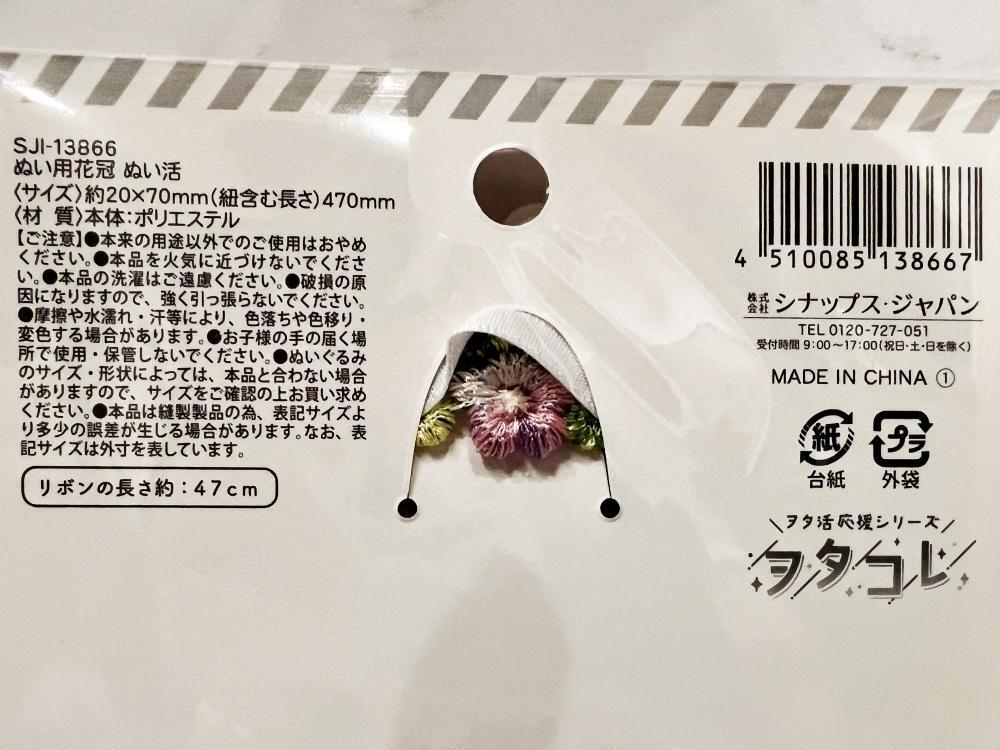 SJI-13866
ぬい用花冠 ぬい活
〈サイズ〉約20×70mm(紐含む長さ)470mm
〈材 質〉本体:ポリエステル
【ご注意】●本来の用途以外でのご使用はおやめ
ください。●本品を火気に近づけないでくださ
い。●本品の洗濯はご遠慮ください。●破損の原
因になりますので、強く引っ張らないでください。
●摩擦や水濡れ・汗等により、色落ちや色移り・
変色する場合があります。●お子様の手の届く場
所で使用・保管しないでください。●ぬいぐるみ
のサイズ・形状によっては、本品と合わない場合
がありますので、サイズをご確認の上お買い求め
ください。●本品は縫製製品の為、表記サイズよ
り多少の誤差が生じる場合があります。なお、表
記サイズは外寸を表しています。
リボンの長さ約:47cm
4 510085 138667
株式会社 シナップス・ジャパン
TEL 0120-727-051
受付時間 9:00〜17:00(祝日・土・日を除く)
MADE IN CHINA ①
紙 プラ
台紙 外袋
\ヲタ活応援シリーズ/
ヲタコレ